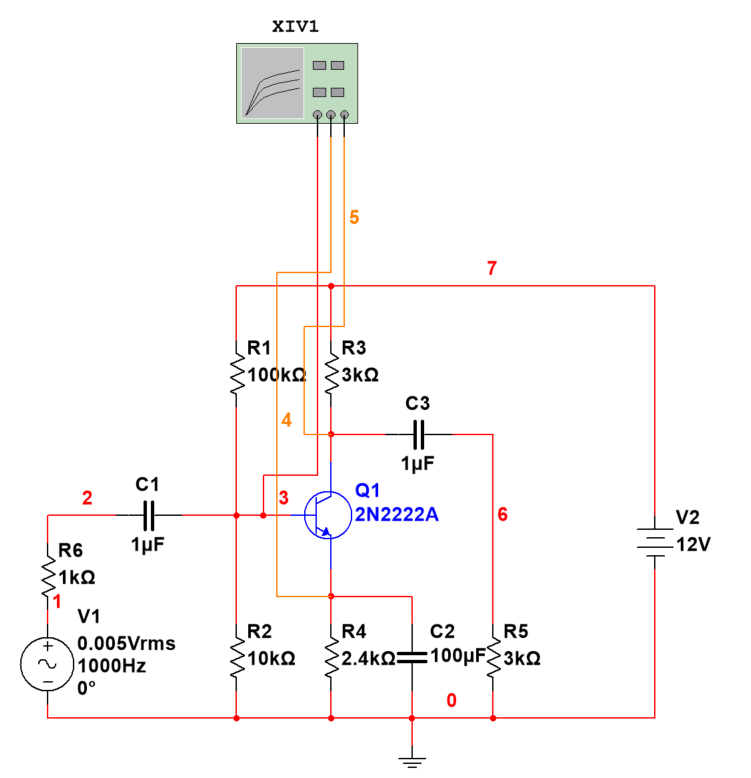 XIV1
5
7
R1
100kΩ
R3
3kΩ
C3
1µF
4
C1
1µF
2
3
Q1
2N2222A
6
V2
12V
R6
1kΩ
1
V1
0.005Vrms
1000Hz
0°
R2
10kΩ
R4
2.4kΩ
C2
100µF
R5
3kΩ
0